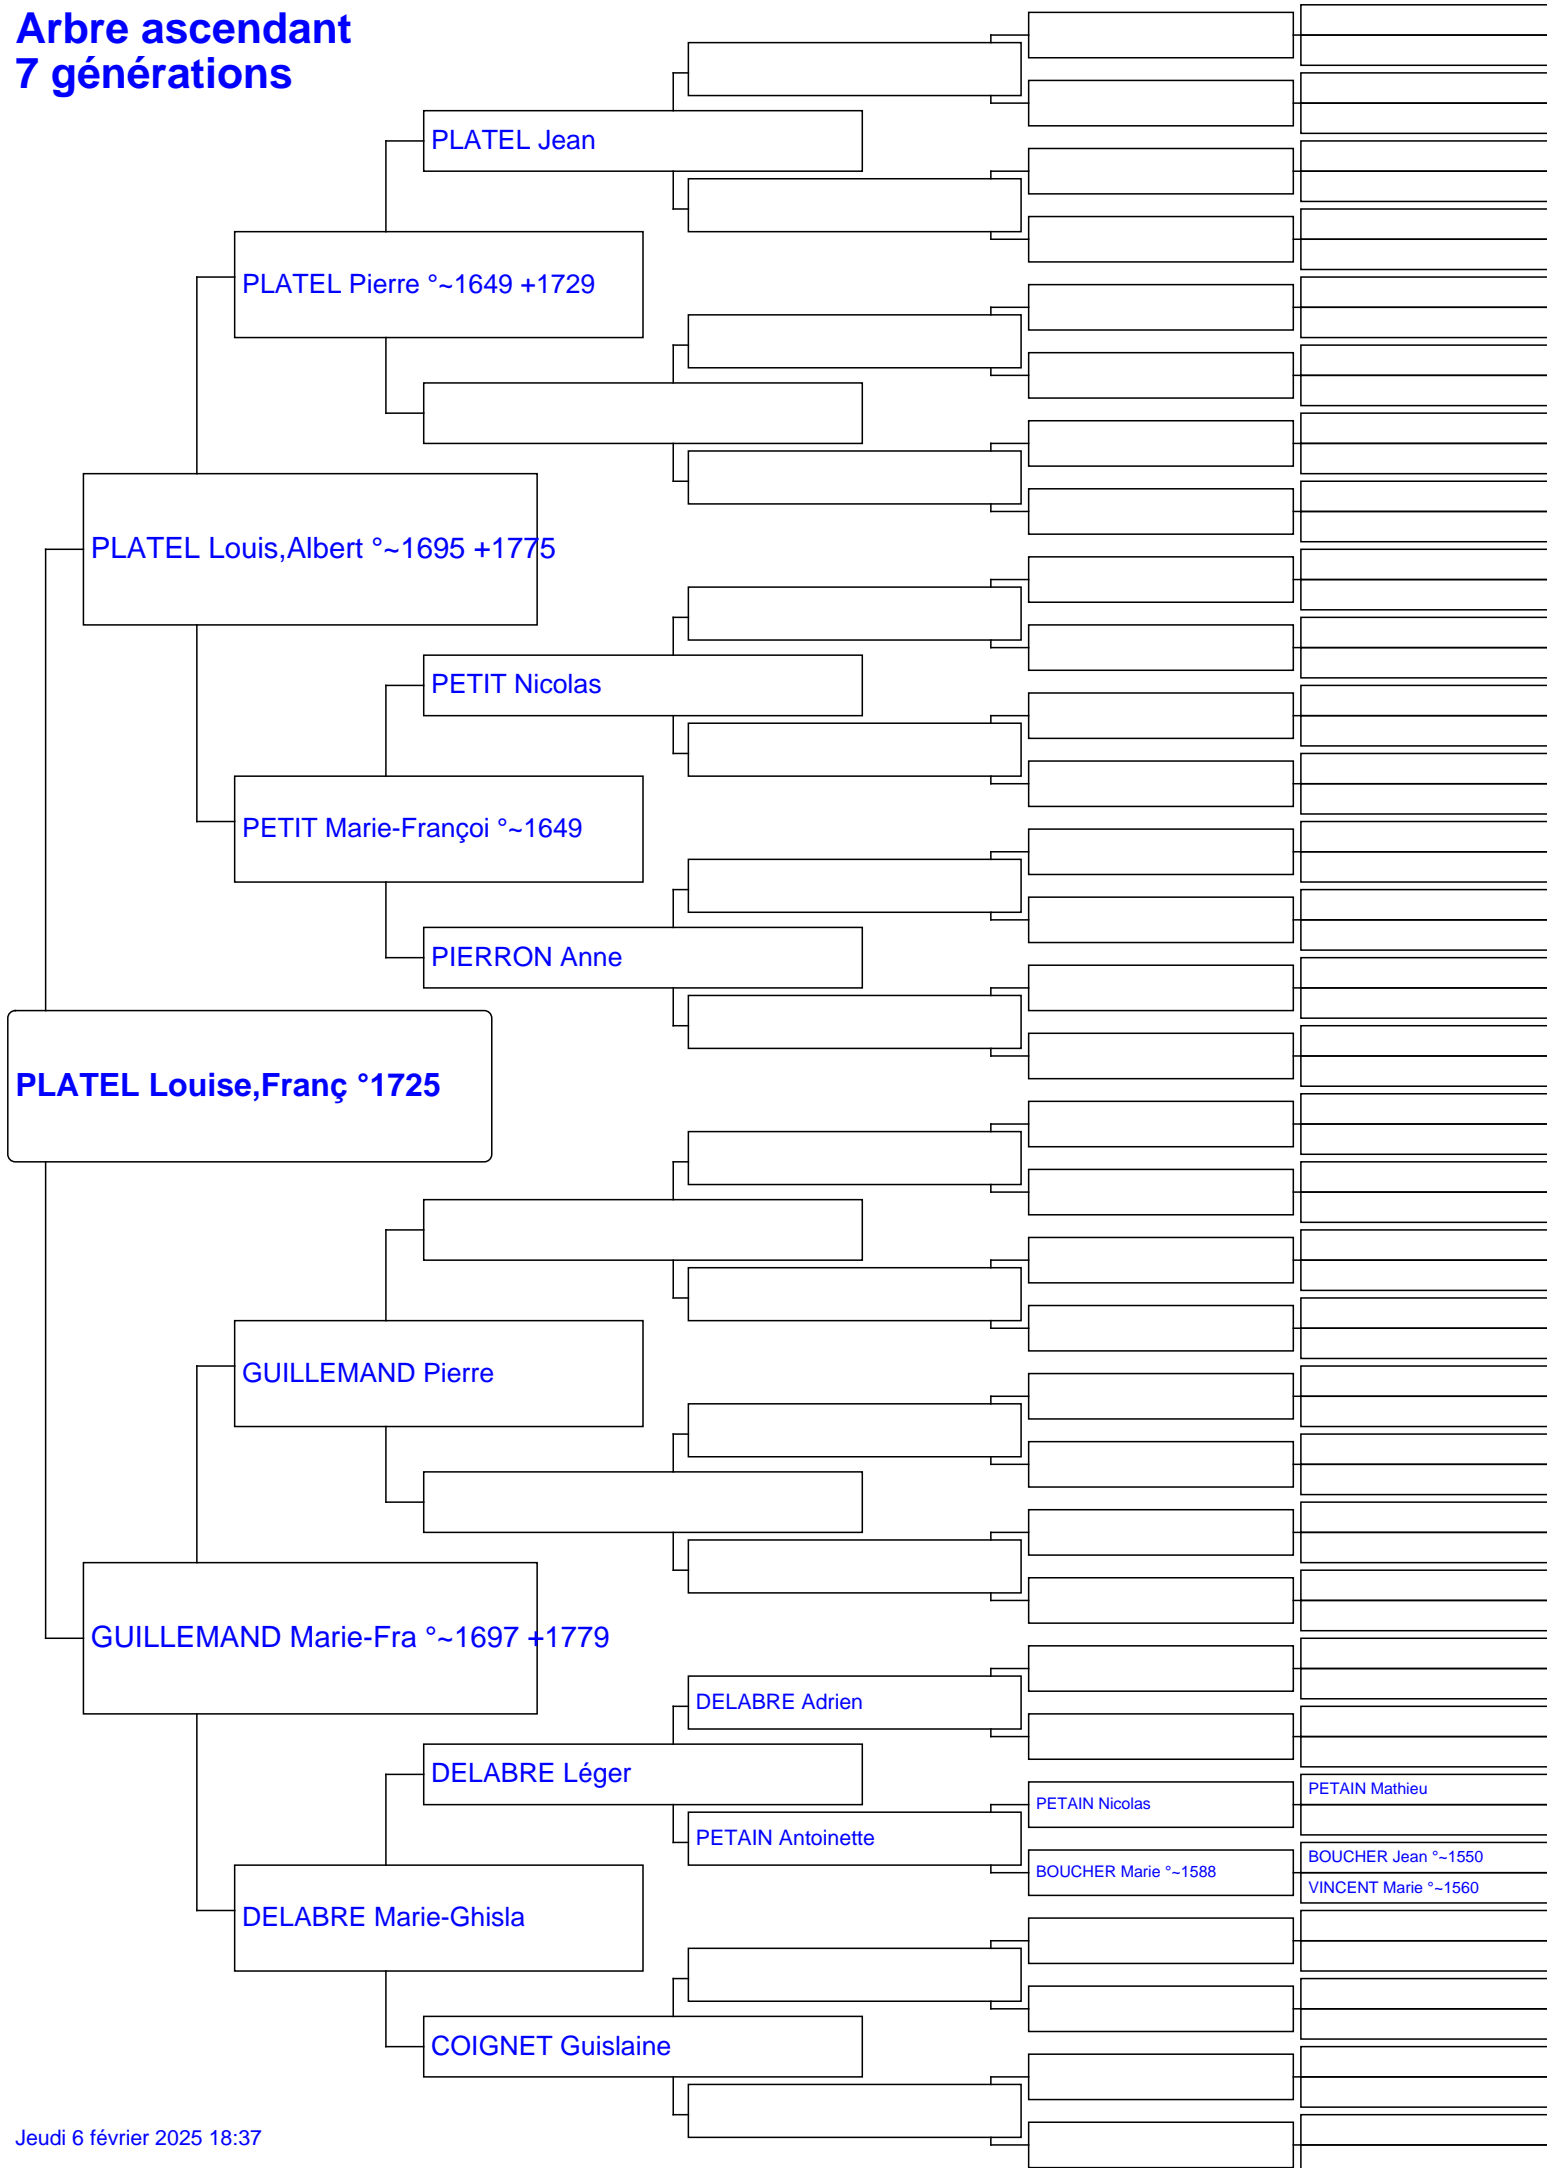 Arbre ascendant
7 générations
PLATEL Jean
PLATEL Pierre °~1649 +1729
PLATEL Louis,Albert °~1695 +1775
PETIT Nicolas
PETIT Marie-Françoi °~1649
PIERRON Anne
PLATEL Louise,Franç °1725
GUILLEMAND Pierre
GUILLEMAND Marie-Fra °~1697 +1779
DELABRE Adrien
DELABRE Léger
PETAIN Mathieu
PETAIN Nicolas
PETAIN Antoinette
BOUCHER Jean °~1550
BOUCHER Marie °~1588
VINCENT Marie °~1560
DELABRE Marie-Ghisla
COIGNET Guislaine
Jeudi 6 février 2025 18:37